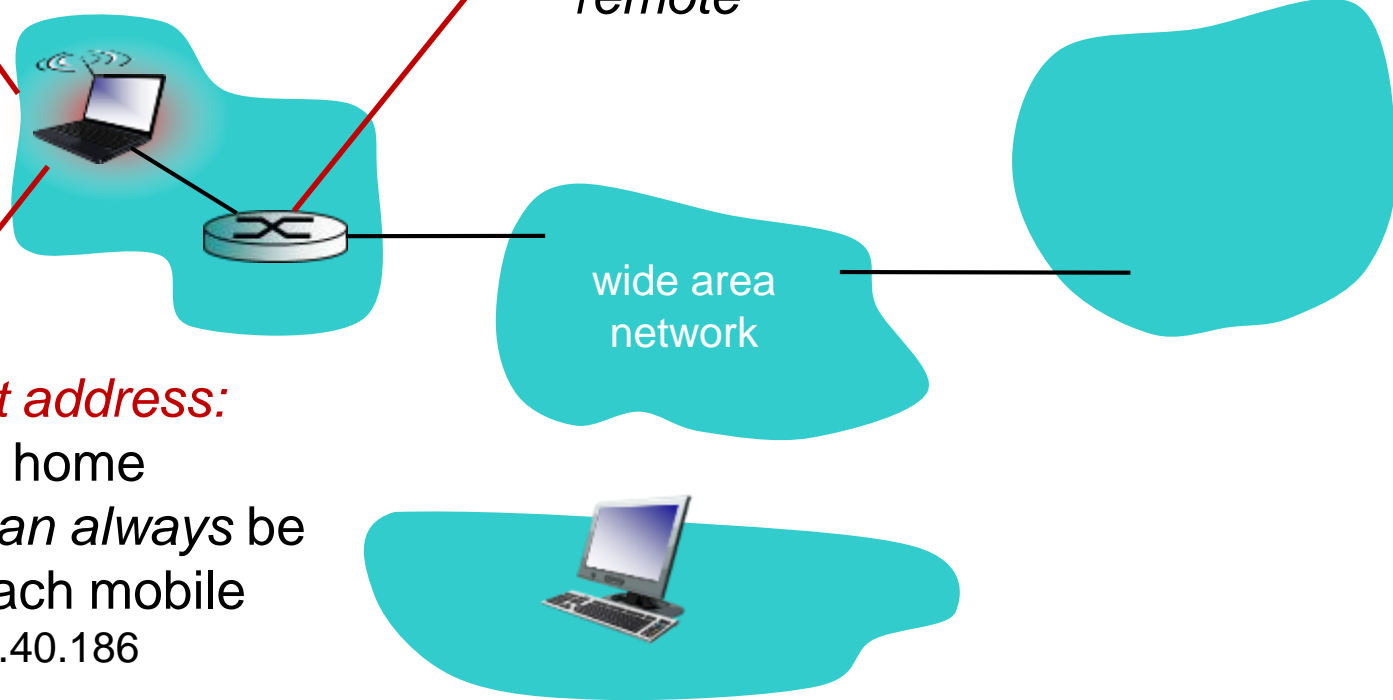 remote
wide area
network
t address:
home
an always be
ach mobile
.40.186